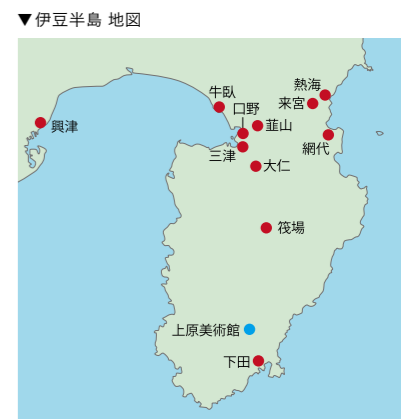 ▼伊豆半島 地図
熱海
牛臥
来宮
口野
興津
韮山
網代
三津
大仁
筏場
上原美術館
下田